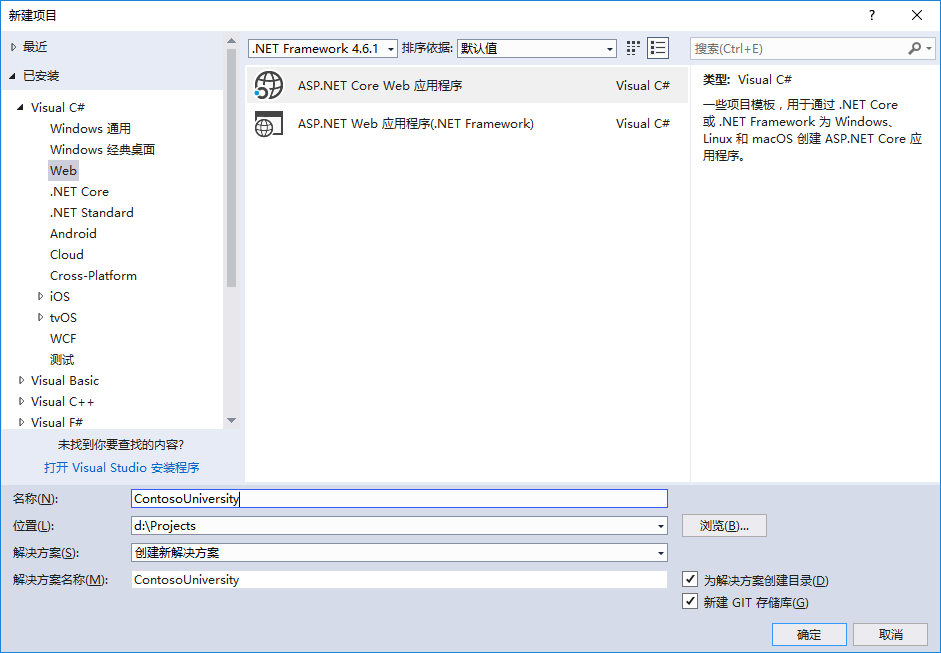 新建项目
?
最近
已安装
Visual C#
Windows 通用
Windows 经典桌面
Web
.NET Core
.NET Standard
Android
Cloud
Cross-Platform
iOS
tvOS
WCF
测试
Visual Basic
Visual C++
Visual F#
未找到你要查找的内容?
打开 Visual Studio 安装程序
.NET Framework 4.6.1
排序依据:
默认值
ASP.NET Core Web 应用程序
Visual C#
ASP.NET Web 应用程序(.NET Framework)
Visual C#
搜索(Ctrl+E)
类型: Visual C#
一些项目模板，用于通过 .NET Core
或 .NET Framework 为 Windows、
Linux 和 macOS 创建 ASP.NET Core 应
用程序。
名称(N):
ContosoUniversity
位置(L):
d:\Projects
浏览(B)...
解决方案(S):
创建新解决方案
解决方案名称(M):
ContosoUniversity
为解决方案创建目录(D)
新建 GIT 存储库(G)
确定
取消